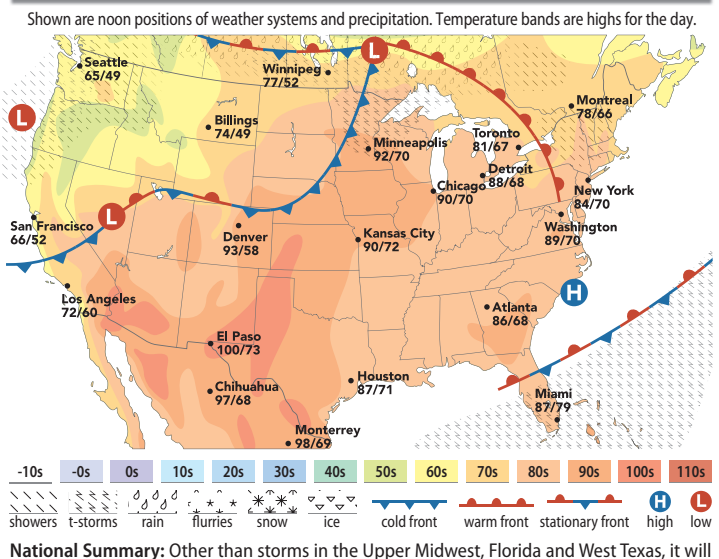 Shown are noon positions of weather systems and precipitation. Temperature bands are highs for the day.
L
Seattle
65/49
Winnipeg
77/52
L
Billings
74/49
Montreal
78/66
Minneapolis
92/70
Toronto
81/67
Detroit
88/68
Chicago
90/70
New York
84/70
L
San Francisco
66/52
Denver
93/58
Kansas City
90/72
Washington
89/70
H
Los Angeles
72/60
Atlanta
86/68
El Paso
100/73
Chihuahua
97/68
Houston
87/71
Miami
87/79
Monterrey
98/69
-10s -0s 0s 10s 20s 30s 40s 50s 60s 70s 80s 90s 100s 110s
H L
showers t-storms rain flurries snow ice cold front warm front stationary front high low
National Summary: Other than storms in the Upper Midwest, Florida and West Texas, it will